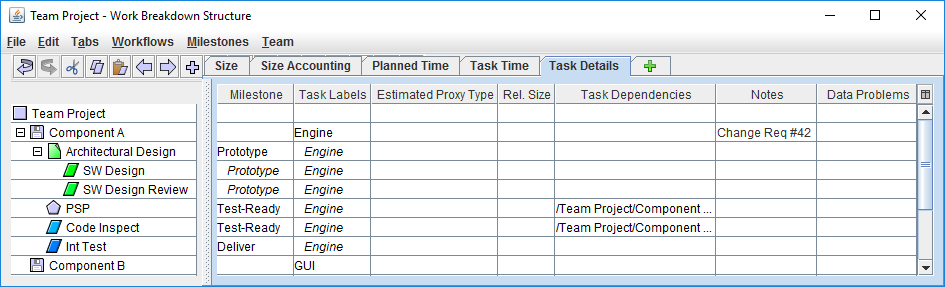 Team Project - Work Breakdown Structure
File Edit Tabs Workflows Milestones Team
Size Size Accounting Planned Time Task Time Task Details
Milestone Task Labels Estimated Proxy Type Rel. Size Task Dependencies Notes Data Problems
Team Project
Component A Engine Change Req #42
Architectural Design Prototype Engine
SW Design Prototype Engine
SW Design Review Prototype Engine
PSP Test-Ready Engine /Team Project/Component ...
Code Inspect Test-Ready Engine /Team Project/Component ...
Int Test Deliver Engine
Component B GUI